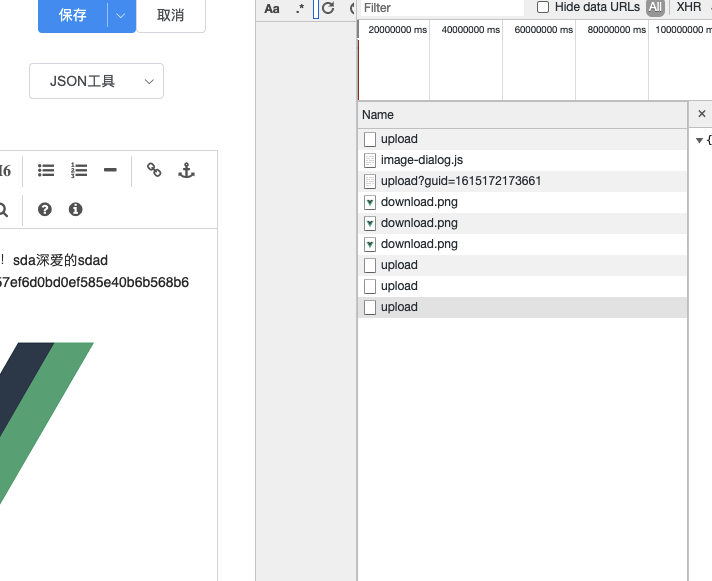 保存
取消
JSON工具
H6
! sda深爱的sdad
57ef6d0bd0ef585e40b6b568b6
Aa .*
Filter
Hide data URLs All XHR
20000000 ms 40000000 ms 60000000 ms 80000000 ms 100000000 m
Name
upload
image-dialog.js
upload?guid=1615172173661
download.png
download.png
download.png
upload
upload
upload
× 
▼ {